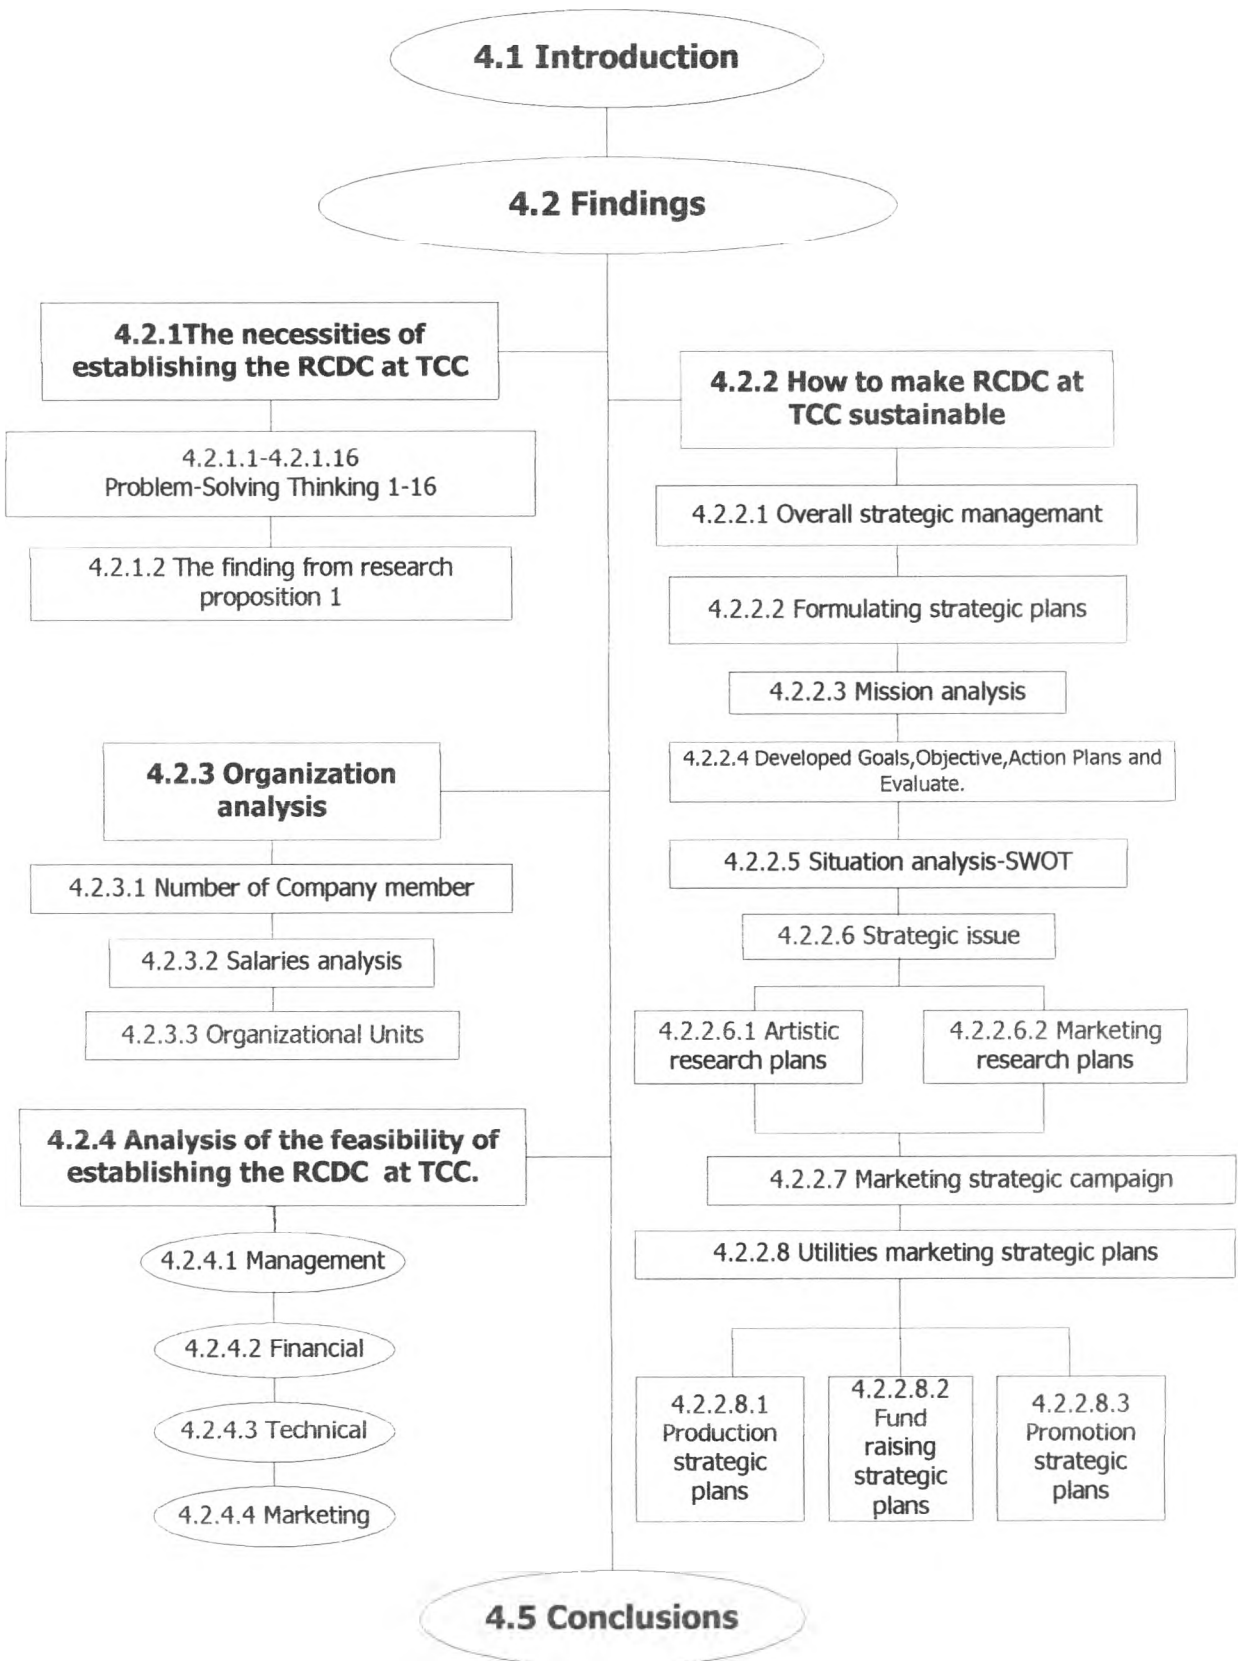 4.1 Introduction
4.2 Findings
4.2.1The necessities of
establishing the RCDC at TCC
4.2.1.1-4.2.1.16
Problem-Solving Thinking 1-16
4.2.1.2 The finding from research
proposition 1
4.2.2 How to make RCDC at
TCC sustainable
4.2.2.1 Overall strategic managemant
4.2.2.2 Formulating strategic plans
4.2.2.3 Mission analysis
4.2.2.4 Developed Goals,Objective,Action Plans and
Evaluate.
4.2.2.5 Situation analysis-SWOT
4.2.2.6 Strategic issue
4.2.2.6.1 Artistic
research plans
4.2.2.6.2 Marketing
research plans
4.2.2.7 Marketing strategic campaign
4.2.2.8 Utilities marketing strategic plans
4.2.2.8.1
Production
strategic
plans
4.2.2.8.2
Fund
raising
strategic
plans
4.2.2.8.3
Promotion
strategic
plans
4.2.3 Organization
analysis
4.2.3.1 Number of Company member
4.2.3.2 Salaries analysis
4.2.3.3 Organizational Units
4.2.4 Analysis of the feasibility of
establishing the RCDC at TCC.
4.2.4.1 Management
4.2.4.2 Financial
4.2.4.3 Technical
4.2.4.4 Marketing
4.5 Conclusions